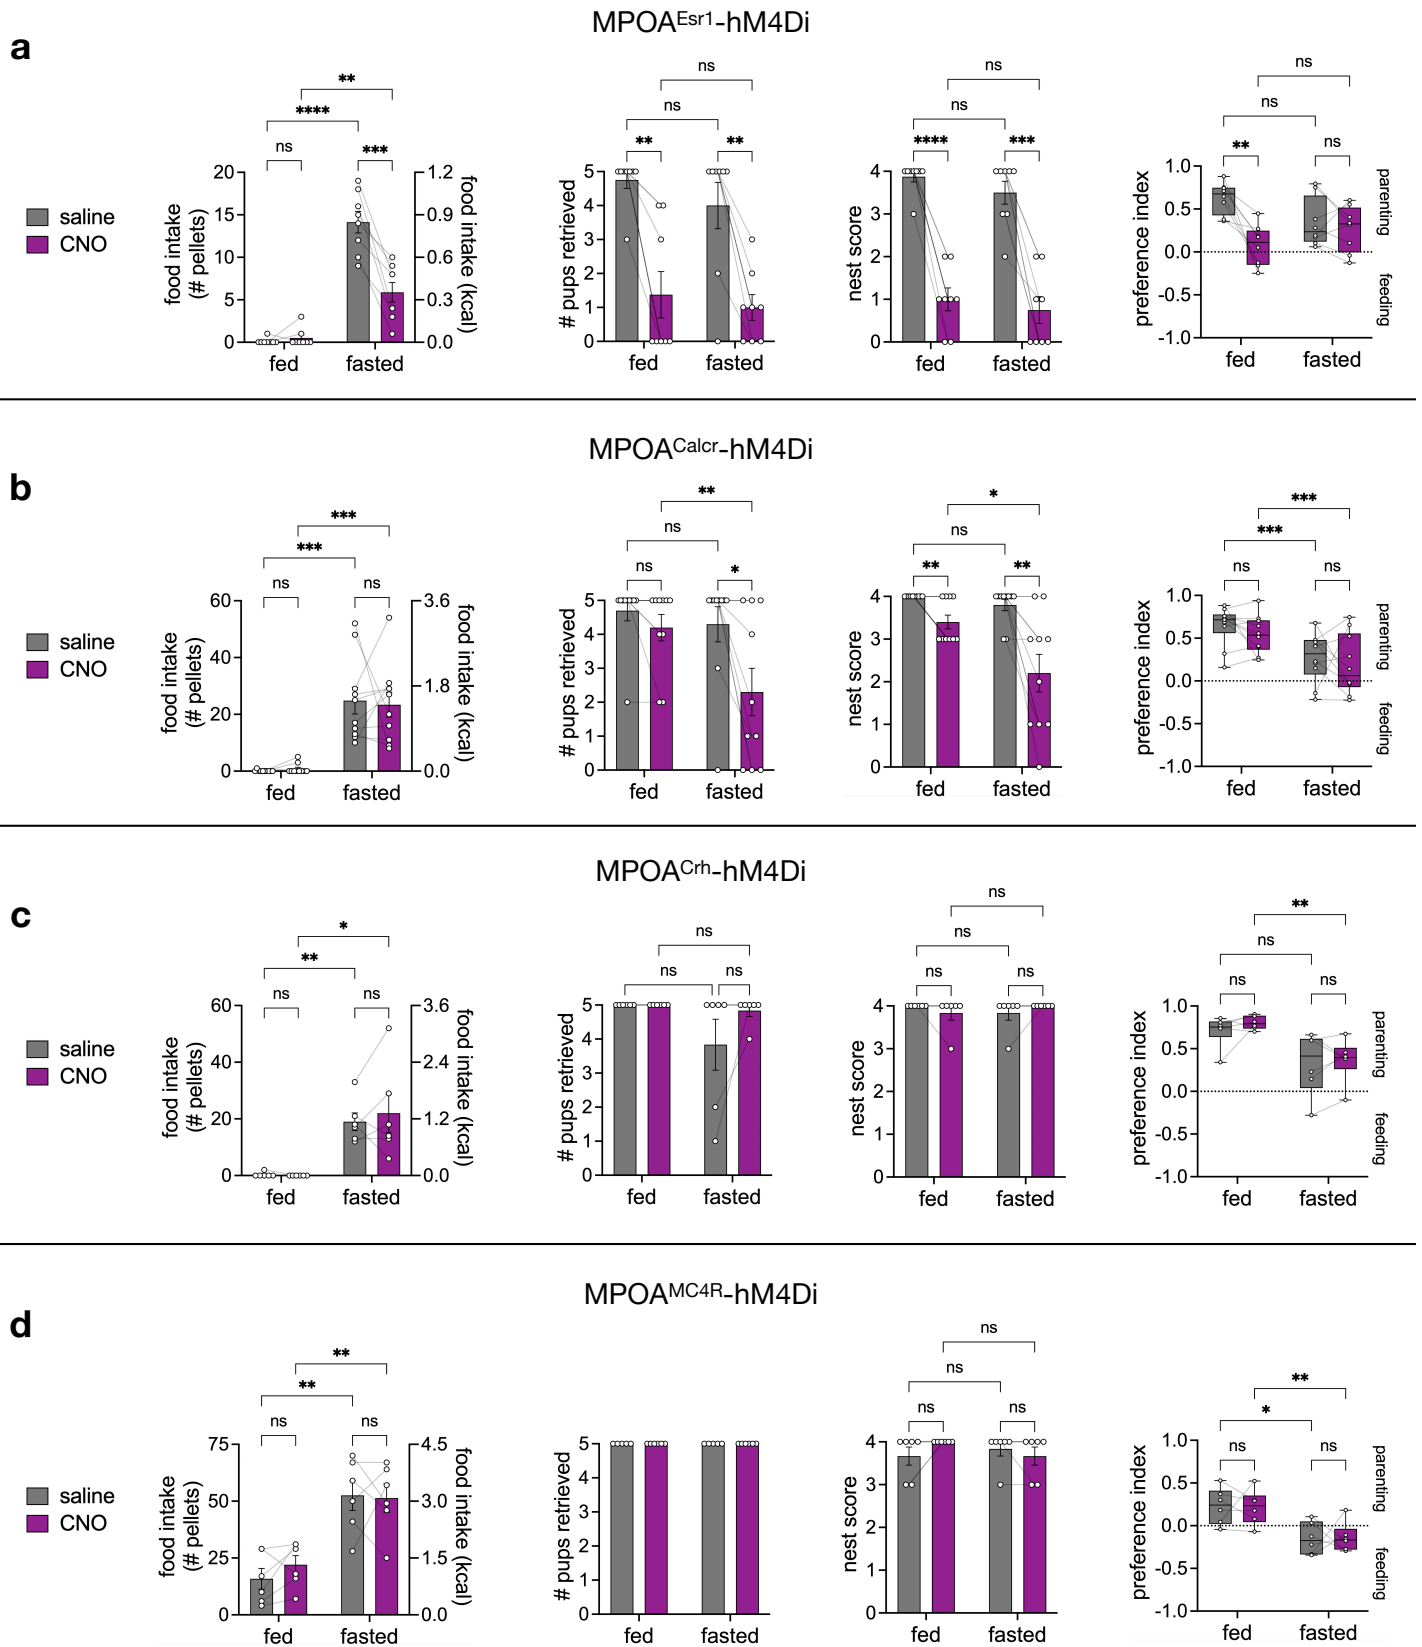 MPOAEsr1-hM4Di
a
saline
CNO
food intake
(# pellets)
food intake (kcal)
20
15
10
5
0
1.2
0.9
0.6
0.3
0.0
ns
****
**
***
fed
fasted
# pups retrieved
5
4
3
2
1
0
**
**
ns
ns
fed
fasted
nest score
4
3
2
1
0
****
***
ns
ns
fed
fasted
preference index
1.0
0.5
0.0
-0.5
-1.0
**
ns
ns
ns
parenting
feeding
fed
fasted
MPOACalcr-hM4Di
b
saline
CNO
food intake
(# pellets)
food intake (kcal)
60
40
20
0
3.6
1.8
0.0
ns
ns
***
***
fed
fasted
# pups retrieved
5
4
3
2
1
0
ns
*
ns
**
fed
fasted
nest score
4
3
2
1
0
**
**
ns
*
fed
fasted
preference index
1.0
0.5
0.0
-0.5
-1.0
ns
ns
***
***
parenting
feeding
fed
fasted
MPOACrh-hM4Di
c
saline
CNO
food intake
(# pellets)
food intake (kcal)
60
40
20
0
3.6
2.4
1.2
0.0
ns
ns
**
*
fed
fasted
# pups retrieved
5
4
3
2
1
0
ns
ns
ns
fed
fasted
nest score
4
3
2
1
0
ns
ns
ns
ns
fed
fasted
preference index
1.0
0.5
0.0
-0.5
-1.0
ns
ns
ns
**
parenting
feeding
fed
fasted
MPOAMC4R-hM4Di
d
saline
CNO
food intake
(# pellets)
food intake (kcal)
75
50
25
0
4.5
3.0
1.5
0.0
ns
ns
**
**
fed
fasted
# pups retrieved
5
4
3
2
1
0
fed
fasted
nest score
4
3
2
1
0
ns
ns
ns
ns
fed
fasted
preference index
1.0
0.5
0.0
-0.5
-1.0
ns
ns
*
**
parenting
feeding
fed
fasted